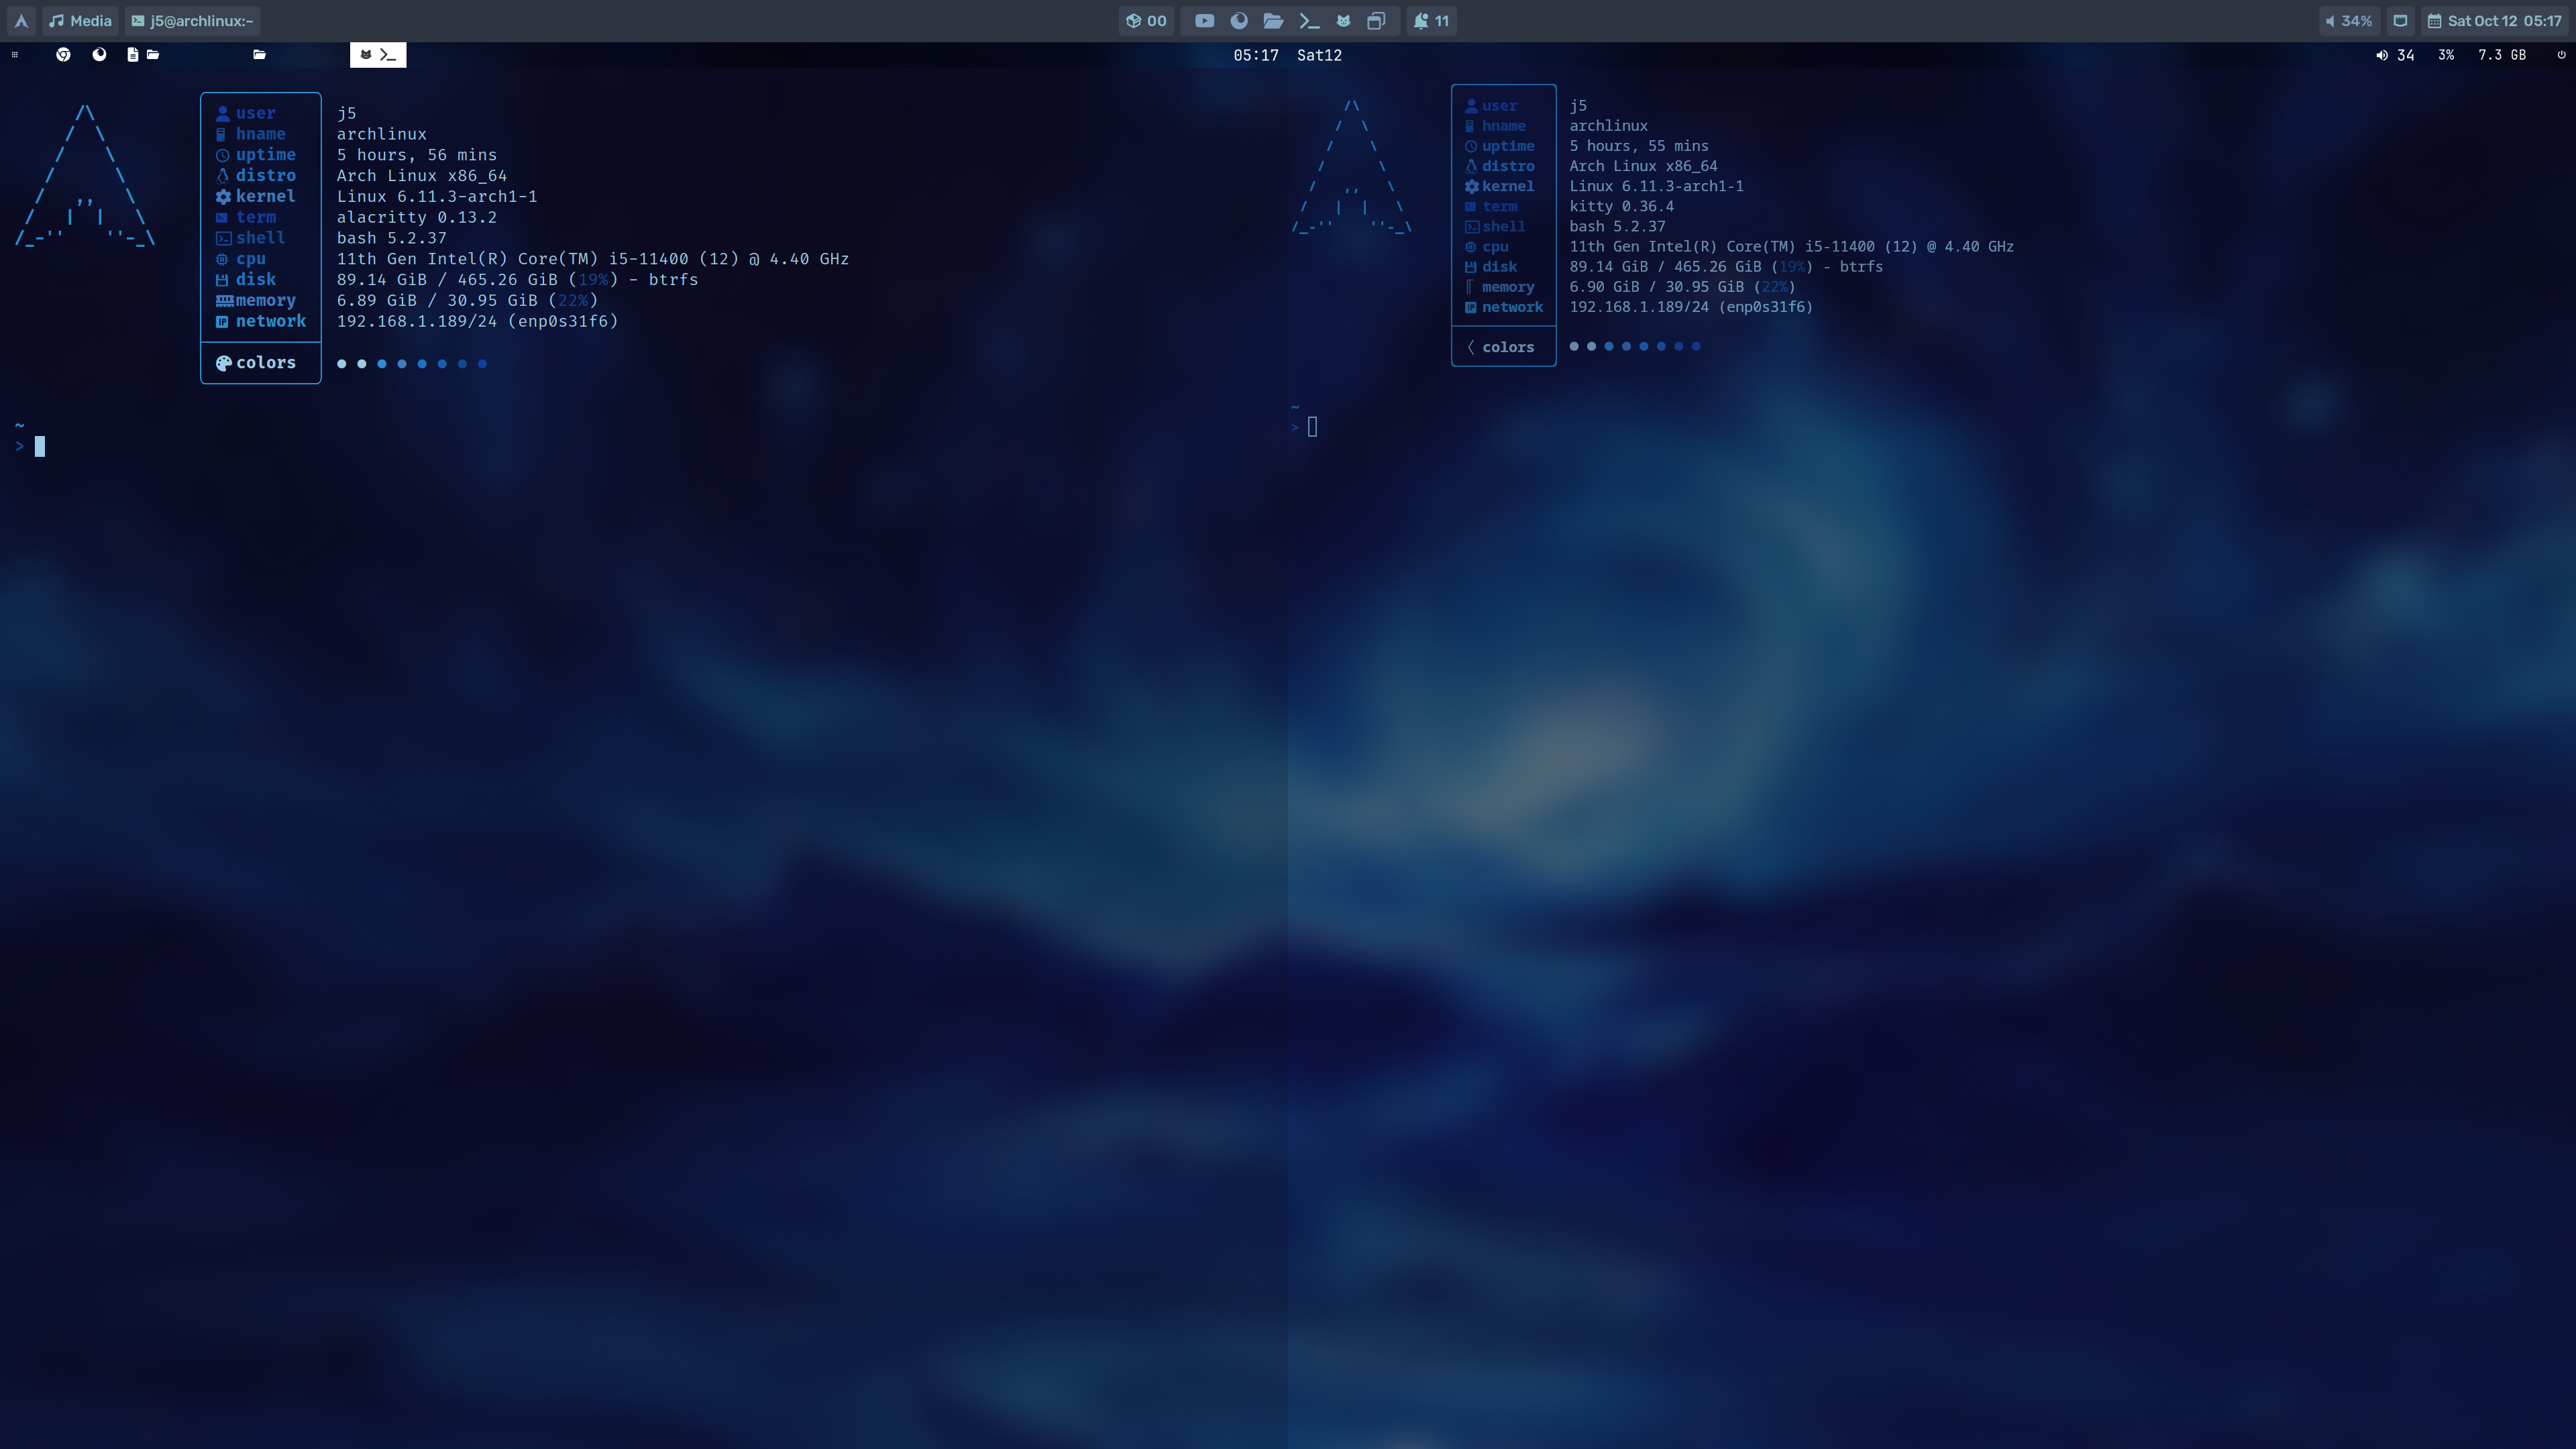 Media j5@archlinux:~ 00 11 34% Sat Oct 12 05:17
05:17 Sat12 34 3% 7.3 GB
user j5
hname archlinux
uptime 5 hours, 56 mins
distro Arch Linux x86_64
kernel Linux 6.11.3-arch1-1
term alacritty 0.13.2
shell bash 5.2.37
cpu 11th Gen Intel(R) Core(TM) i5-11400 (12) @ 4.40 GHz
disk 89.14 GiB / 465.26 GiB (19%) - btrfs
memory 6.89 GiB / 30.95 GiB (22%)
network 192.168.1.189/24 (enp0s31f6)
colors
~
>
user j5
hname archlinux
uptime 5 hours, 55 mins
distro Arch Linux x86_64
kernel Linux 6.11.3-arch1-1
term kitty 0.36.4
shell bash 5.2.37
cpu 11th Gen Intel(R) Core(TM) i5-11400 (12) @ 4.40 GHz
disk 89.14 GiB / 465.26 GiB (19%) - btrfs
memory 6.90 GiB / 30.95 GiB (22%)
network 192.168.1.189/24 (enp0s31f6)
colors
~
>